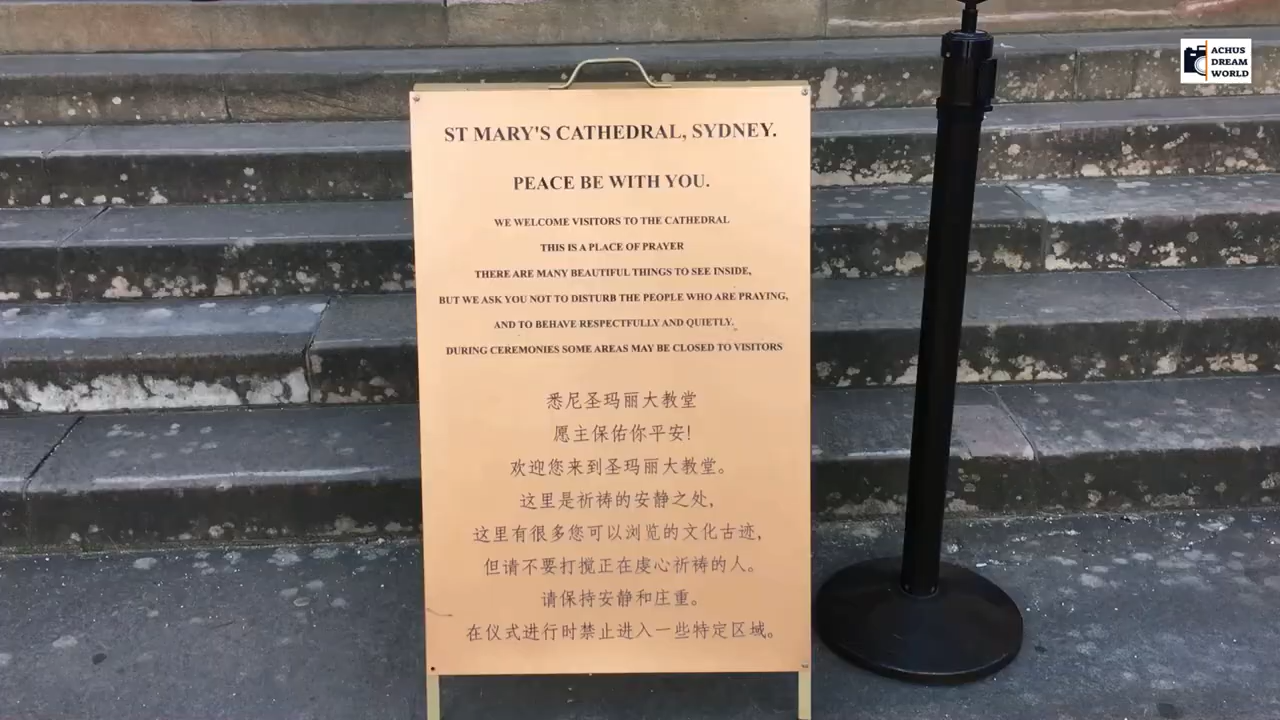 ACHUS
DREAM
WORLD
ST MARY'S CATHEDRAL, SYDNEY.
PEACE BE WITH YOU.
WE WELCOME VISITORS TO THE CATHEDRAL
THIS IS A PLACE OF PRAYER
THERE ARE MANY BEAUTIFUL THINGS TO SEE INSIDE,
BUT WE ASK YOU NOT TO DISTURB THE PEOPLE WHO ARE PRAYING,
AND TO BEHAVE RESPECTFULLY AND QUIETLY.
DURING CEREMONIES SOME AREAS MAY BE CLOSED TO VISITORS
悉尼圣玛丽大教堂
愿主保佑你平安!
欢迎您来到圣玛丽大教堂。
这里是祈祷的安静之处,
这里有很多您可以浏览的文化古迹,
但请不要打搅正在虔心祈祷的人。
请保持安静和庄重。
在仪式进行时禁止进入一些特定区域。